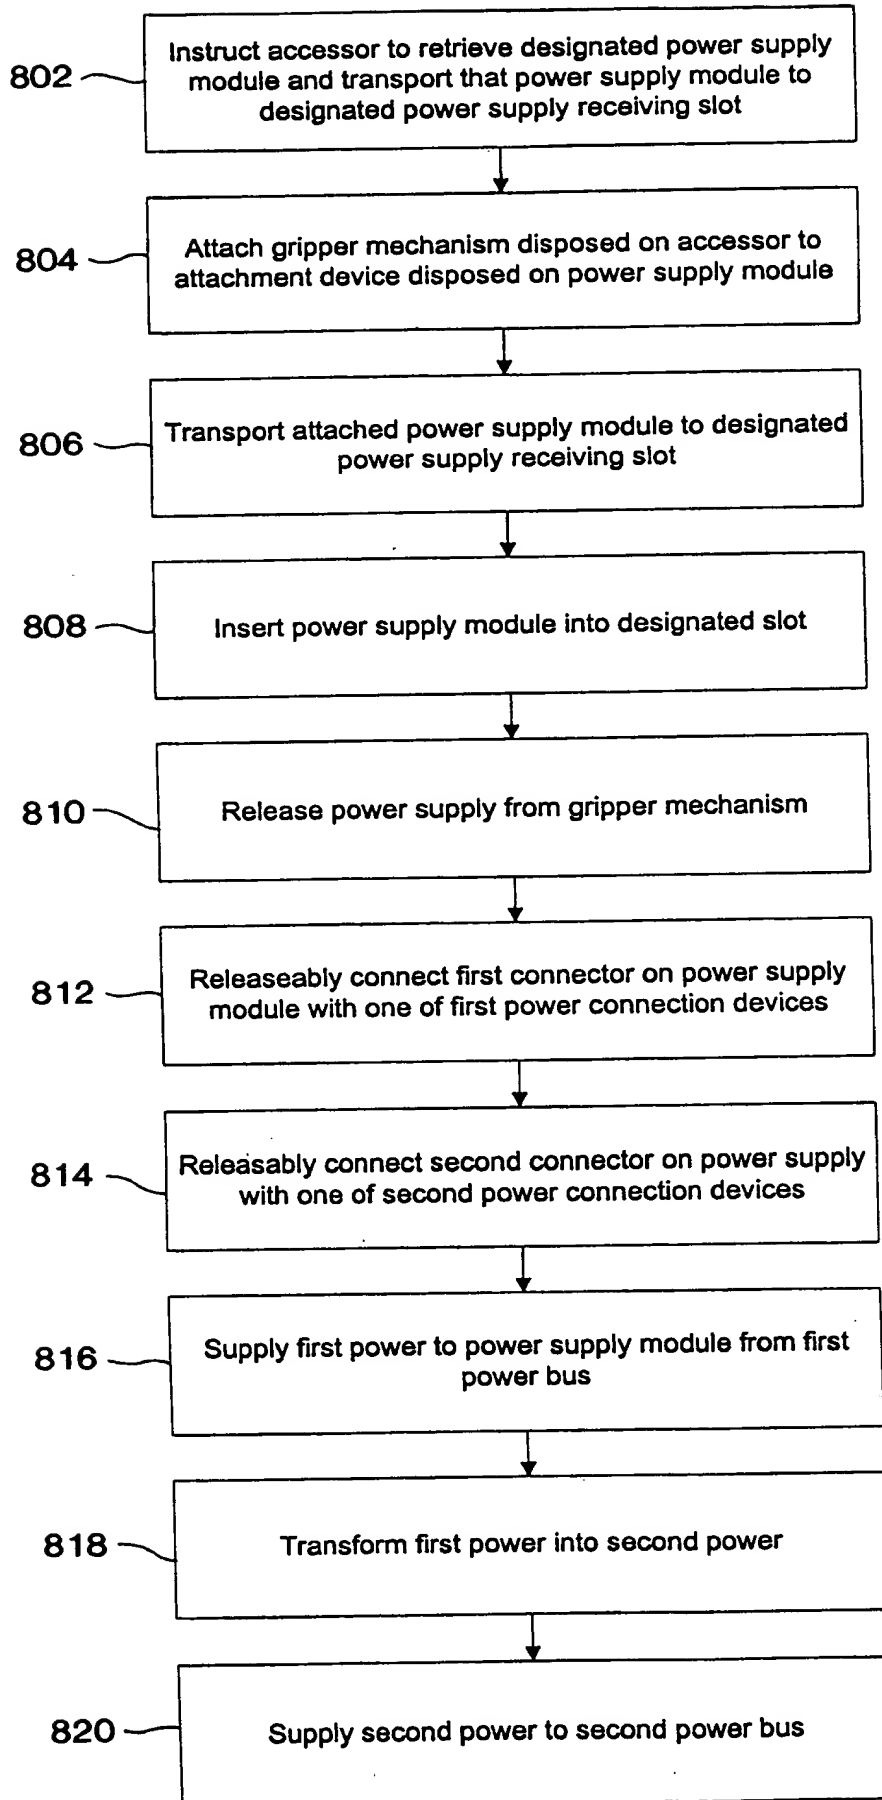 802
Instruct accessor to retrieve designated power supply
module and transport that power supply module to
designated power supply receiving slot
804
Attach gripper mechanism disposed on accessor to
attachment device disposed on power supply module
806
Transport attached power supply module to designated
power supply receiving slot
808
Insert power supply module into designated slot
810
Release power supply from gripper mechanism
812
Releaseably connect first connector on power supply
module with one of first power connection devices
814
Releasably connect second connector on power supply
with one of second power connection devices
816
Supply first power to power supply module from first
power bus
818
Transform first power into second power
820
Supply second power to second power bus